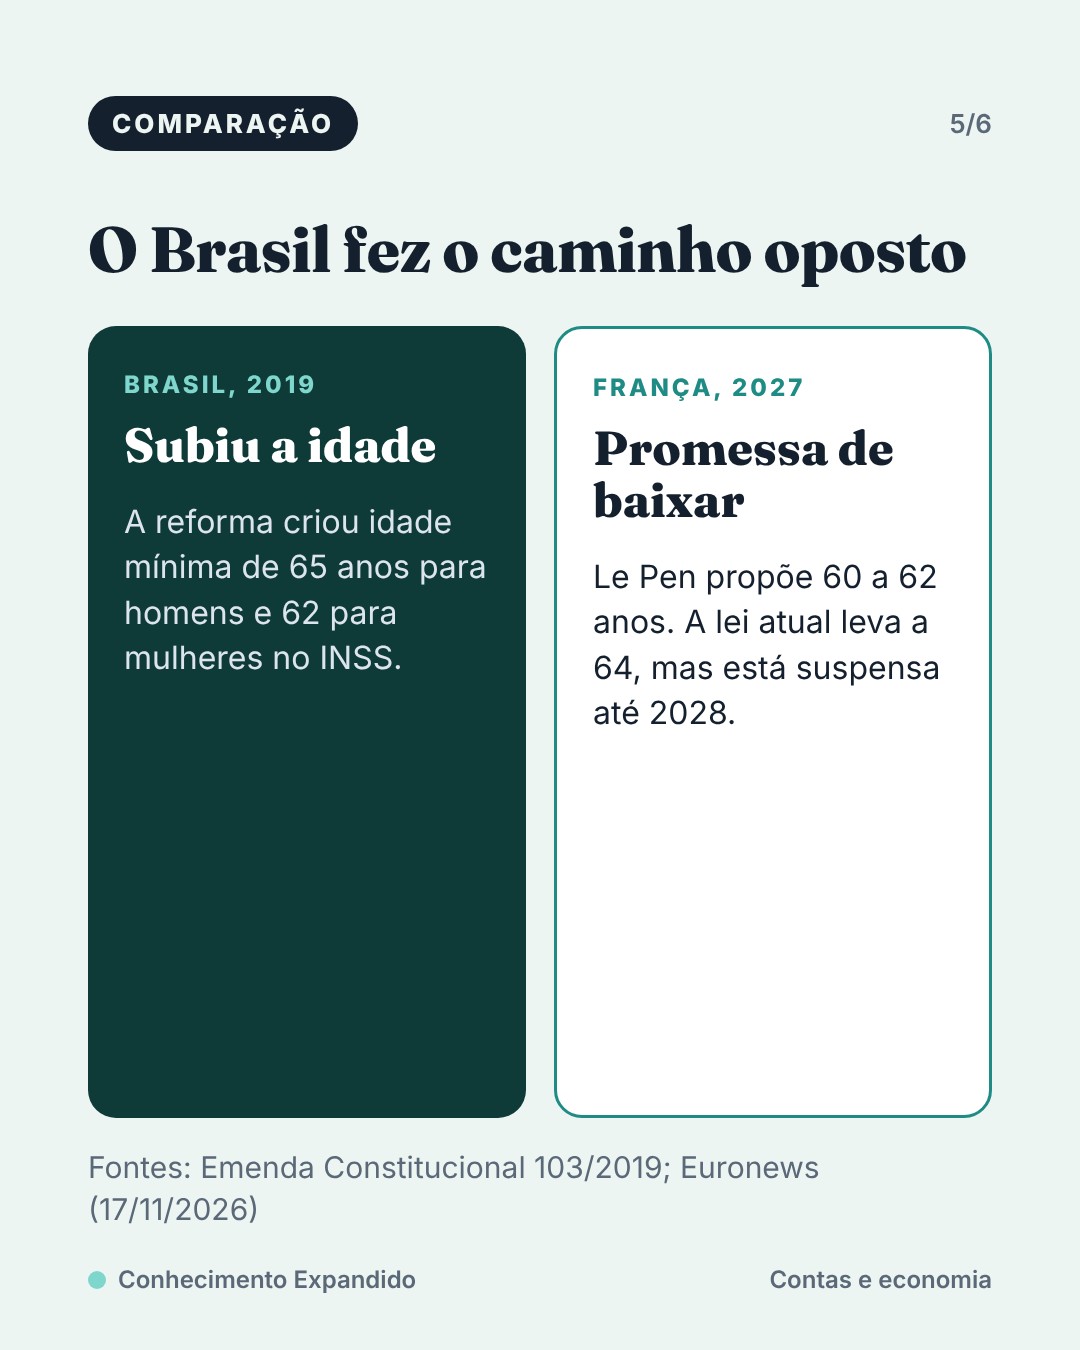 COMPARAÇÃO
5/6
O Brasil fez o caminho oposto
BRASIL, 2019
Subiu a idade
A reforma criou idade
mínima de 65 anos para
homens e 62 para
mulheres no INSS.
FRANÇA, 2027
Promessa de
baixar
Le Pen propõe 60 a 62
anos. A lei atual leva a
64, mas está suspensa
até 2028.
Fontes: Emenda Constitucional 103/2019; Euronews
(17/11/2026)
Conhecimento Expandido
Contas e economia